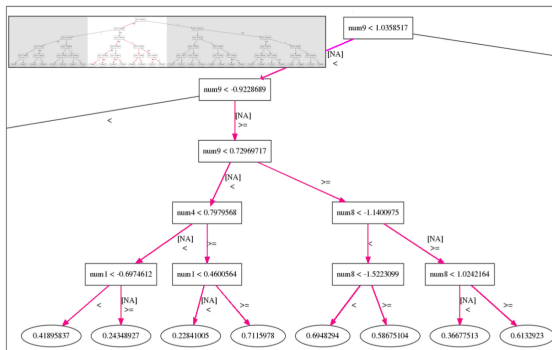 num9 < 1.0358517
[NA]
<
num9 < -0.9228689
<
[NA]
>=
num9 < 0.72969717
[NA]
<
>=
num4 < 0.7979568
num8 < -1.1400975
[NA]
<
>=
<
[NA]
>=
num1 < -0.6974612
num1 < 0.4600564
num8 < -1.5223099
num8 < 1.0242164
<
[NA]
>=
[NA]
<
>=
<
>=
[NA]
<
>=
0.41895837
0.24348927
0.22841005
0.7115978
0.6948294
0.58675104
0.36677513
0.6132923